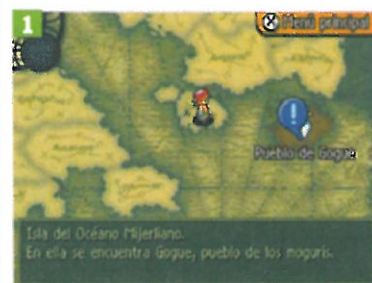 1
Menú principal
Pueblo de Gogue
Isla del Océano Mijerliano.
En ella se encuentra Gogue, pueblo de los moguris.